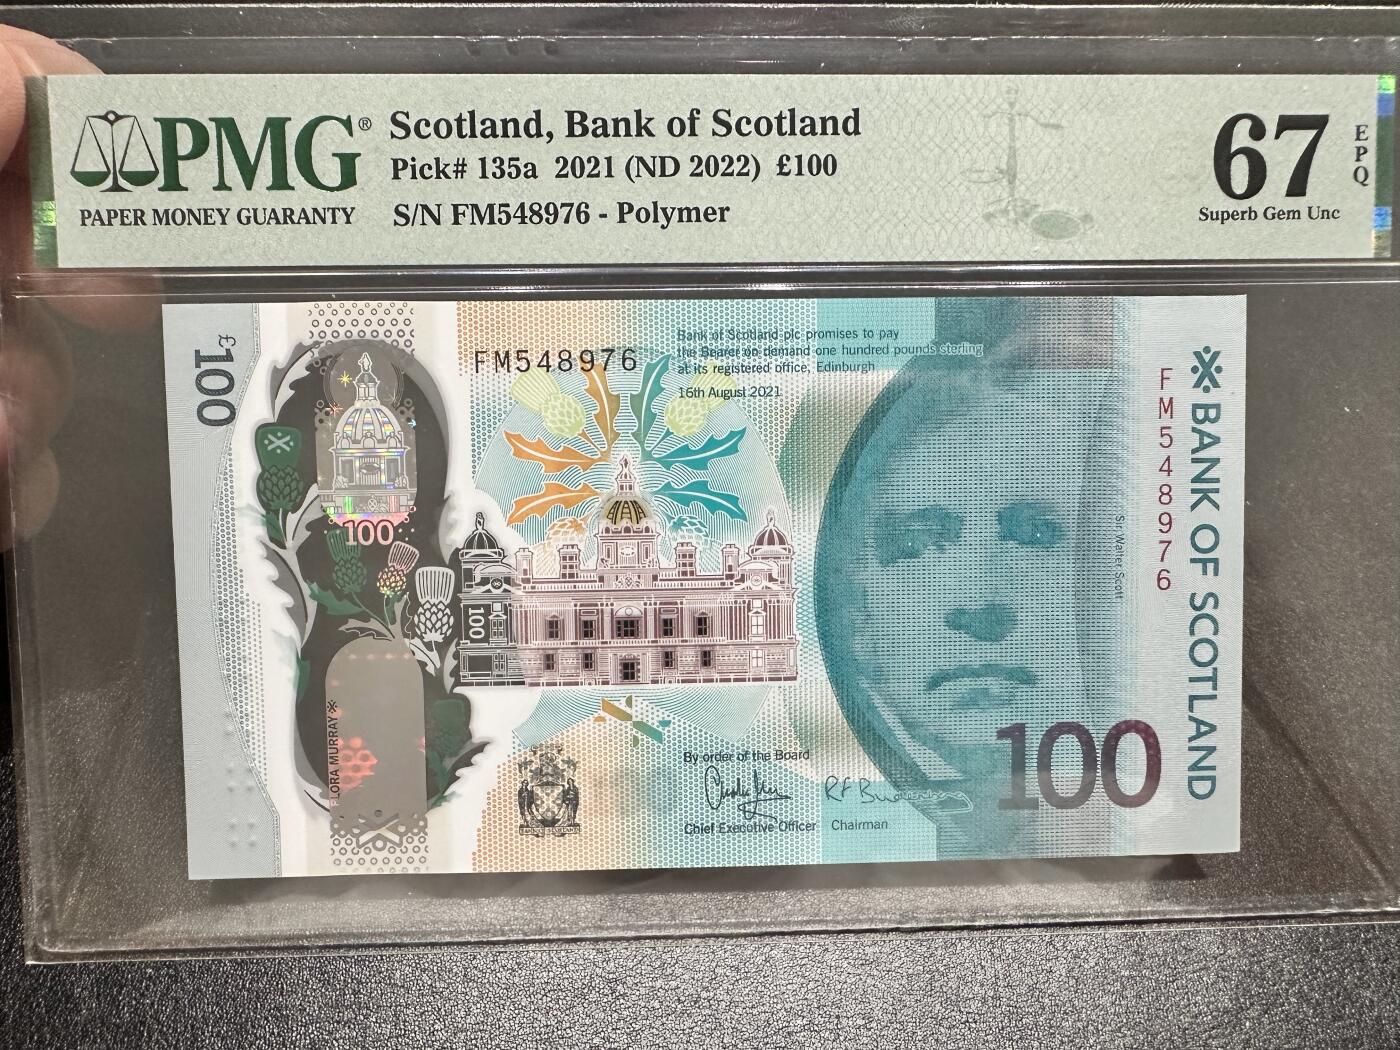 PMG®
PAPER MONEY GUARANTY
Scotland, Bank of Scotland
Pick# 135a 2021 (ND 2022) £100
S/N FM548976 - Polymer
67
EPQ
Superb Gem Unc
£100
FM548976
Bank of Scotland plc promises to pay
the Bearer on demand one hundred pounds sterling
at its registered office, Edinburgh
16th August 2021
100
100
FLORA MURRAY
By order of the Board
Chief Executive Officer
Chairman
Sir Walter Scott
100
FM548976
BANK OF SCOTLAND